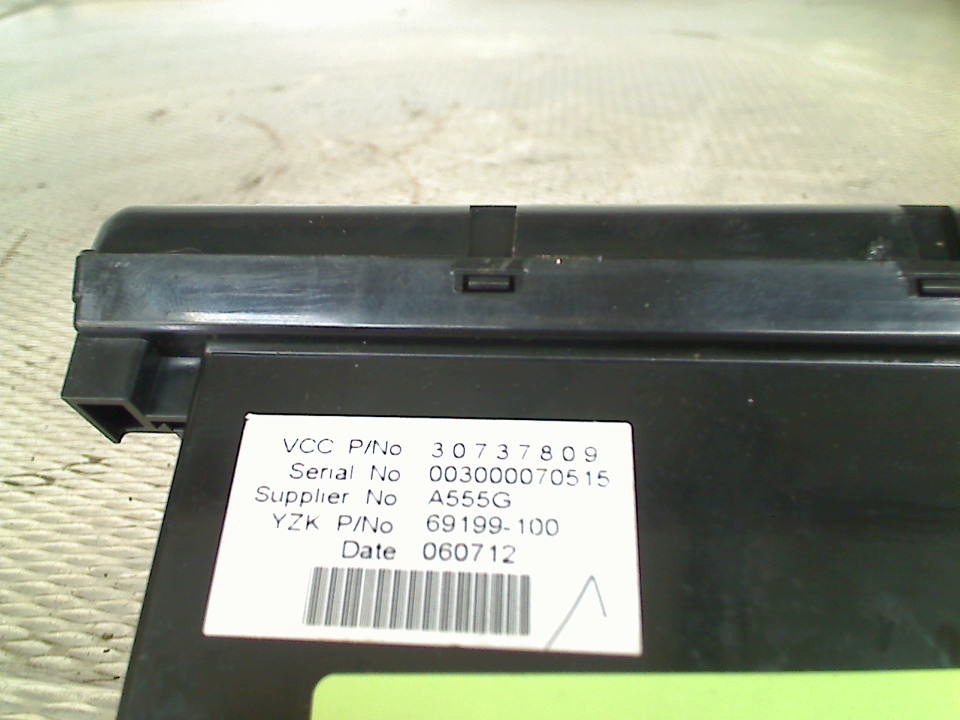 VCC P/No 30737809
Serial No 003000070515
Supplier No A555G
YZK P/No 69199-100
Date 060712